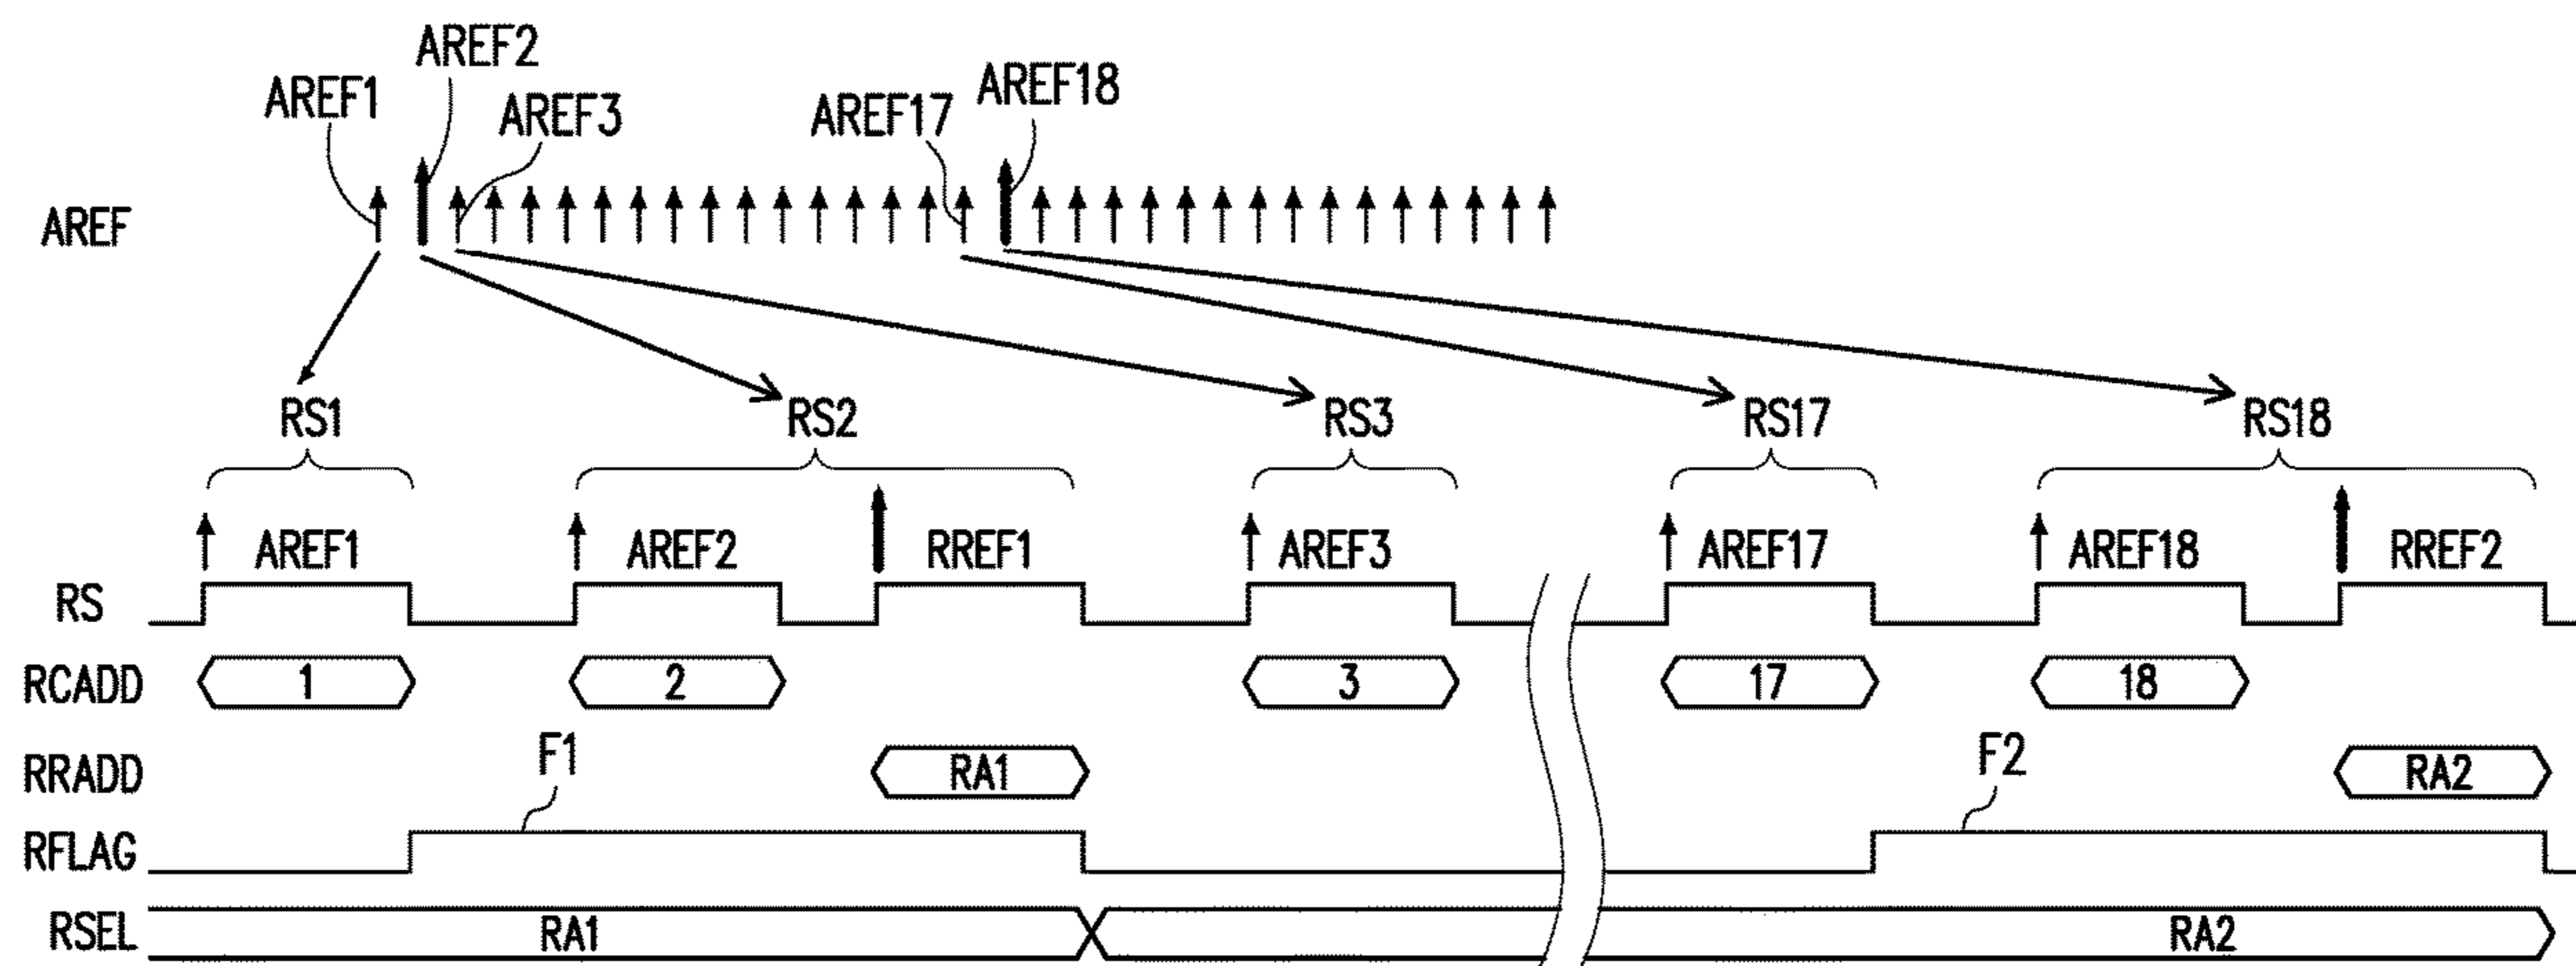 AREF2
AREF18
AREF1
AREF3
AREF17
AREF
RS1 RS2 RS3 RS17 RS18
AREF1 AREF2 RREF1 AREF3 AREF17 AREF18 RREF2
RS
RCADD 1 2 3 17 18
F1 F2
RRADD RA1 RA2
RFLAG
RSEL RA1 RA2